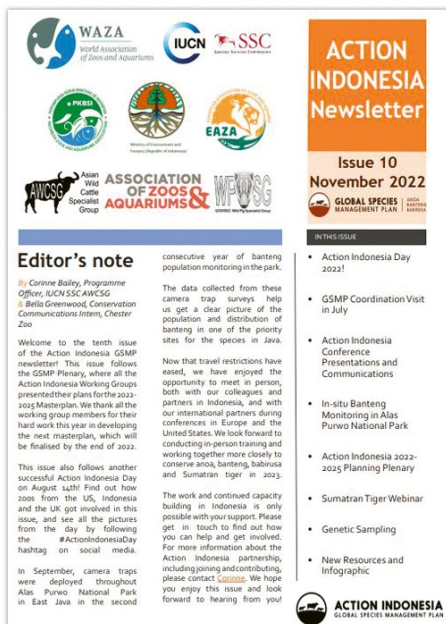 WAZA
World Association
of Zoos and Aquariums
IUCN
SSC
Species Survival Commission
PKBSI
Ministry of Environment and
Forestry (Republic of Indonesia)
EAZA
AWCSG
Asian
Wild
Cattle
Specialist
Group
ASSOCIATION
OF ZOOS &
AQUARIUMS
WPSG
ACTION
INDONESIA
Newsletter
Issue 10
November 2022
GLOBAL SPECIES
MANAGEMENT PLAN
ANOA
BANTENG
BABIRUSA
Editor's note
By Corinne Bailey, Programme
Officer, IUCN SSC AWCSG
& Bella Greenwood, Conservation
Communications Intern, Chester
Zoo
Welcome to the tenth issue
of the Action Indonesia GSMP
newsletter! This issue follows
the GSMP Plenary, where all the
Action Indonesia Working Groups
presented their plans for the 2022-
2025 Masterplan. We thank all the
working group members for their
hard work this year in developing
the next masterplan, which will
be finalised by the end of 2022.
This issue also follows another
successful Action Indonesia Day
on August 14th! Find out how
zoos from the US, Indonesia
and the UK got involved in this
issue, and see all the pictures
from the day by following
the #ActionIndonesiaDay
hashtag on social media.
In September, camera traps
were deployed throughout
Alas Purwo National Park
in East Java in the second
consecutive year of banteng
population monitoring in the park.
The data collected from these
camera trap surveys help
us get a clear picture of the
population and distribution of
banteng in one of the priority
sites for the species in Java.
Now that travel restrictions have
eased, we have enjoyed the
opportunity to meet in person,
both with our colleagues and
partners in Indonesia, and with
our international partners during
conferences in Europe and the
United States. We look forward to
conducting in-person training and
working together more closely to
conserve anoa, banteng, babirusa
and Sumatran tiger in 2023.
The work and continued capacity
building in Indonesia is only
possible with your support. Please
get in touch to find out how
you can help and get involved.
For more information about the
Action Indonesia partnership,
including joining and contributing,
please contact Corinne. We hope
you enjoy this issue and look
forward to hearing from you!
IN THIS ISSUE
• Action Indonesia Day
2022!
• GSMP Coordination Visit
in July
• Action Indonesia
Conference
Presentations and
Communications
• In-situ Banteng
Monitoring in Alas
Purwo National Park
• Action Indonesia 2022-
2025 Planning Plenary
• Sumatran Tiger Webinar
• Genetic Sampling
• New Resources and
Infographic
ACTION INDONESIA
GLOBAL SPECIES MANAGEMENT PLAN